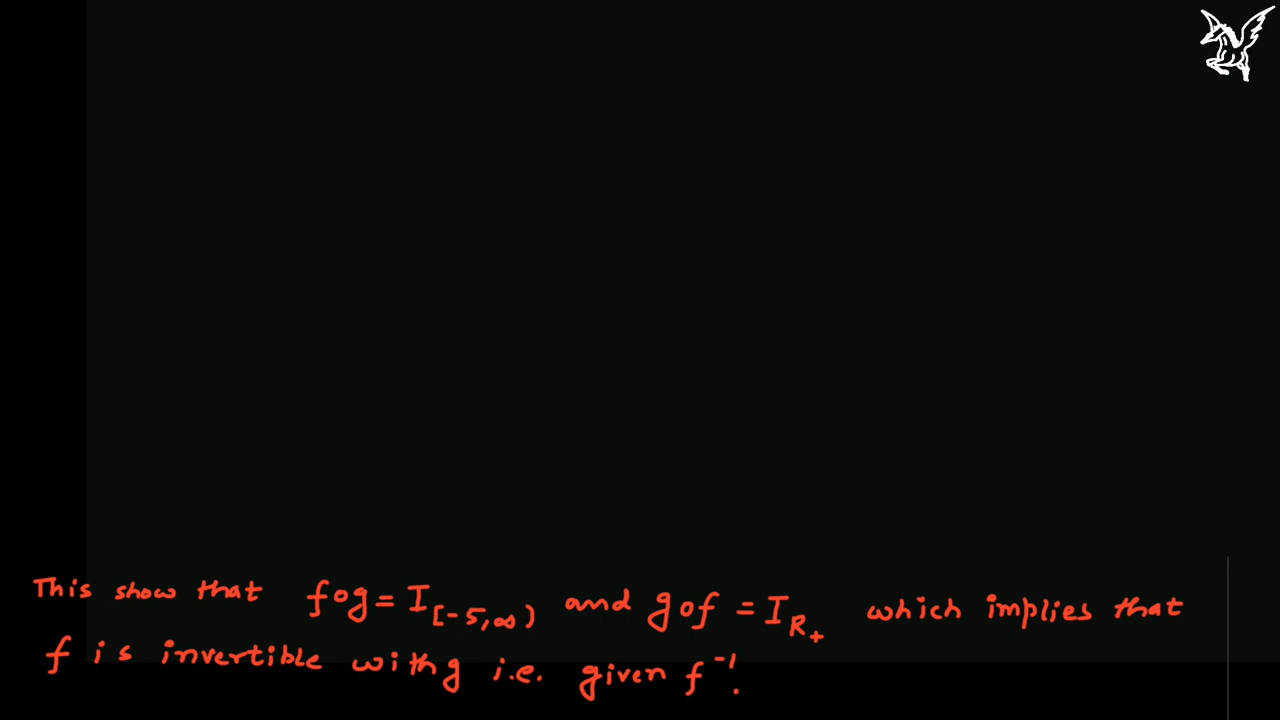 This show that fog = I[-5,∞) and gof = I_R+ which implies that
f is invertible with g i.e. given f⁻¹.